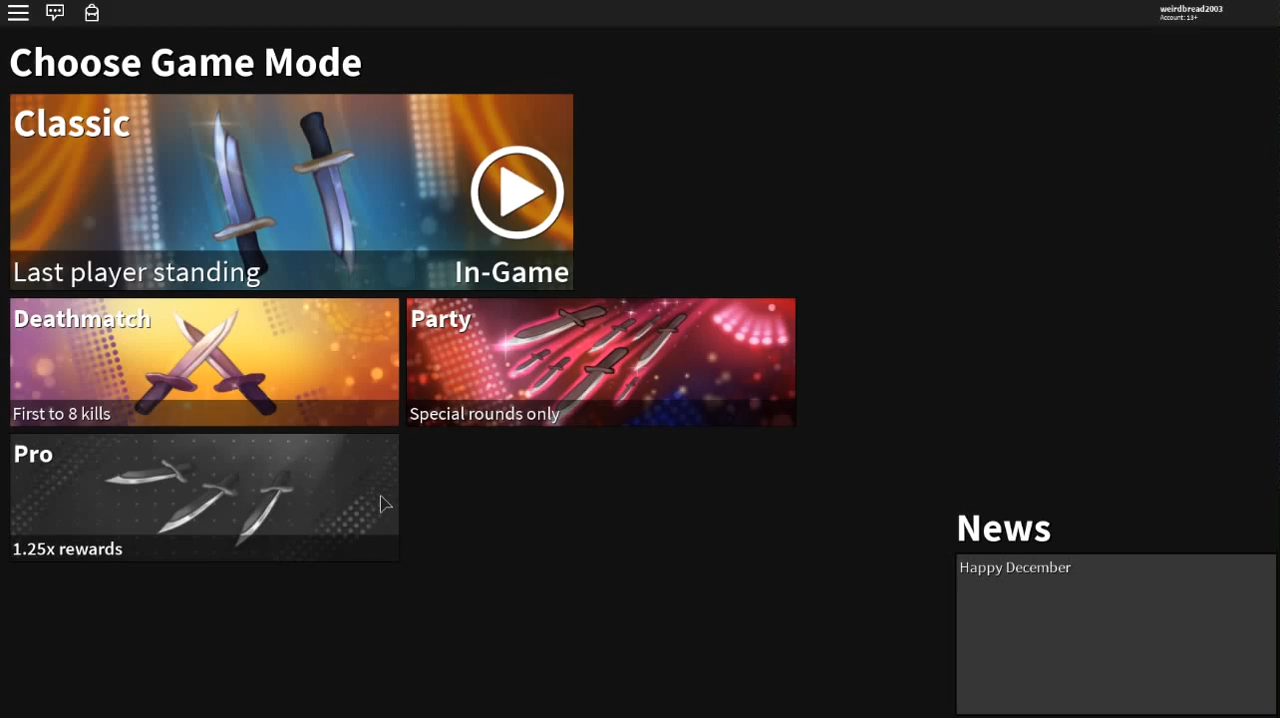 weirdbread2003
Account: 13+
Choose Game Mode
Classic
Last player standing
In-Game
Deathmatch
First to 8 kills
Party
Special rounds only
Pro
1.25x rewards
News
Happy December